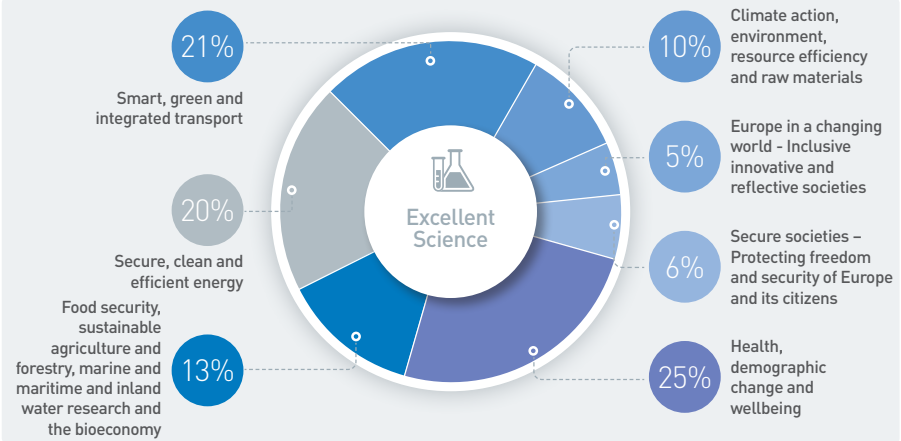 21%
Smart, green and
integrated transport
20%
Secure, clean and
efficient energy
Food security,
sustainable
agriculture and
forestry, marine and
maritime and inland
water research and
the bioeconomy
13%
Excellent
Science
10%
Climate action,
environment,
resource efficiency
and raw materials
5%
Europe in a changing
world - Inclusive
innovative and
reflective societies
6%
Secure societies –
Protecting freedom
and security of Europe
and its citizens
25%
Health,
demographic
change and
wellbeing